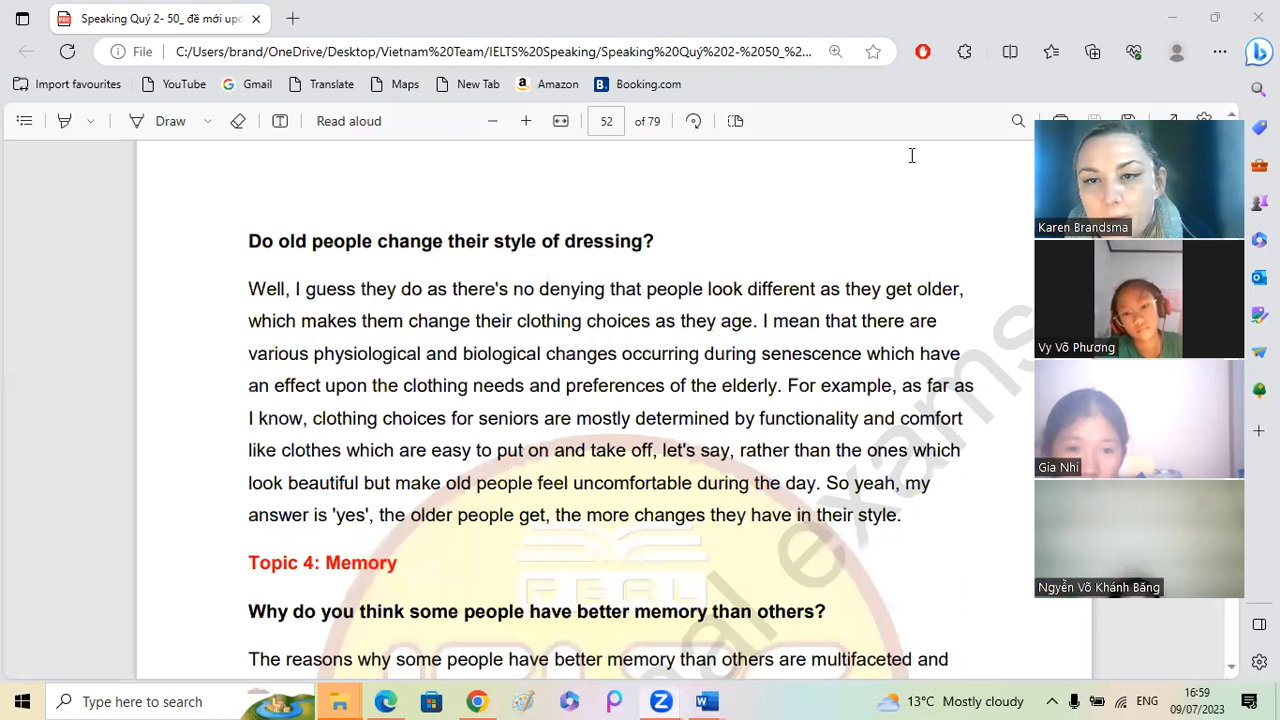 Speaking Quý 2- 50_ đề mới upd
File
C:/Users/brand/OneDrive/Desktop/Vietnam%20Team/IELTS%20Speaking/Speaking%20Quý%202-%2050_%2...
Import favourites
YouTube
Gmail
Translate
Maps
New Tab
Amazon
Booking.com
Draw
Read aloud
52 of 79
Do old people change their style of dressing?
Well, I guess they do as there's no denying that people look different as they get older,
which makes them change their clothing choices as they age. I mean that there are
various physiological and biological changes occurring during senescence which have
an effect upon the clothing needs and preferences of the elderly. For example, as far as
I know, clothing choices for seniors are mostly determined by functionality and comfort
like clothes which are easy to put on and take off, let's say, rather than the ones which
look beautiful but make old people feel uncomfortable during the day. So yeah, my
answer is 'yes', the older people get, the more changes they have in their style.
Topic 4: Memory
Why do you think some people have better memory than others?
The reasons why some people have better memory than others are multifaceted and
REAL
nal exams
Karen Brandsma
Vy Võ Phương
Gia Nhi
Nguyễn Võ Khánh Băng
Type here to search
13°C Mostly cloudy
ENG
16:59
09/07/2023